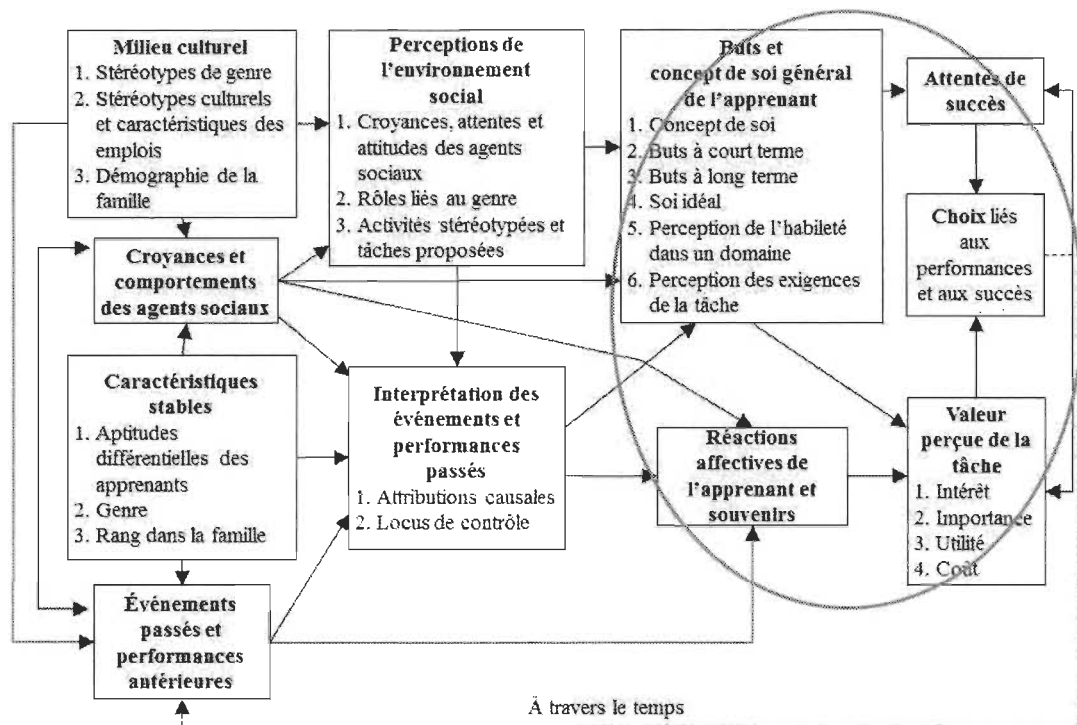 Milieu culturel
1. Stéréotypes de genre
2. Stéréotypes culturels
et caractéristiques des
emplois
3. Démographie de la
famille
Croyances et
comportements
des agents sociaux
Caractéristiques
stables
1. Aptitudes
différentielles des
apprenants
2. Genre
3. Rang dans la famille
Événements
passés et
performances
antérieures
Perceptions de
l'environnement
social
1. Croyances, attentes et
attitudes des agents
sociaux
2. Rôles liés au genre
3. Activités stéréotypées et
tâches proposées
Interprétation des
événements et
performances
passés
1. Attributions causales
2. Locus de contrôle
Buts et
concept de soi général
de l'apprenant
1. Concept de soi
2. Buts à court terme
3. Buts à long terme
4. Soi idéal
5. Perception de l'habileté
dans un domaine
6. Perception des exigences
de la tâche
Réactions
affectives de
l'apprenant et
souvenirs
Attentes de
succès
Choix liés
aux
performances
et aux succès
Valeur
perçue de la
tâche
1. Intérêt
2. Importance
3. Utilité
4. Coût
À travers le temps